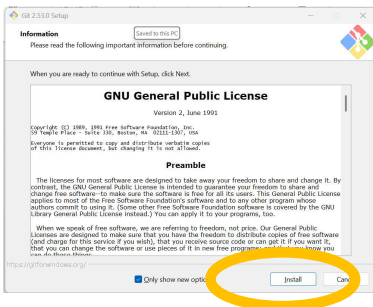 Git 2.53.0 Setup
Information
Saved to this PC
Please read the following important information before continuing.
When you are ready to continue with Setup, click Next.
GNU General Public License
Version 2, June 1991
Copyright (C) 1989, 1991 Free Software Foundation, Inc.
59 Temple Place - Suite 330, Boston, MA  02111-1307, USA
Everyone is permitted to copy and distribute verbatim copies
of this license document, but changing it is not allowed.
Preamble
The licenses for most software are designed to take away your freedom to share and change it. By
contrast, the GNU General Public License is intended to guarantee your freedom to share and
change free software--to make sure the software is free for all its users. This General Public License
applies to most of the Free Software Foundation's software and to any other program whose
authors commit to using it. (Some other Free Software Foundation software is covered by the GNU
Library General Public License instead.) You can apply it to your programs, too.
When we speak of free software, we are referring to freedom, not price. Our General Public
Licenses are designed to make sure that you have the freedom to distribute copies of free software
(and charge for this service if you wish), that you receive source code or can get it if you want it,
that you can change the software or use pieces of it in new free programs; and that you know you
can do these things.
https://gitforwindows.org/
Only show new opti
Install
Canc